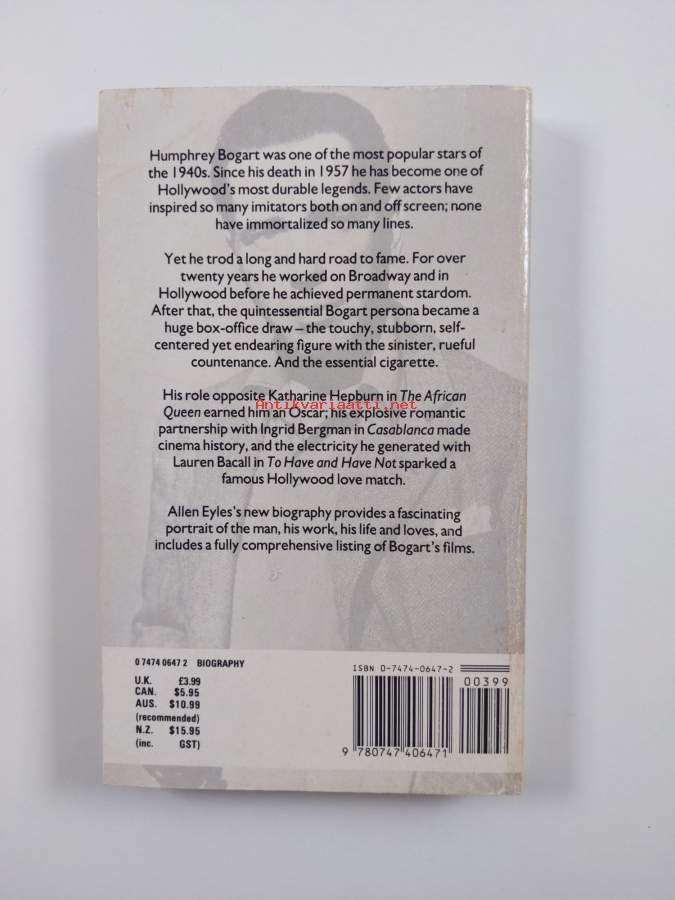 Humphrey Bogart was one of the most popular stars of
the 1940s. Since his death in 1957 he has become one of
Hollywood's most durable legends. Few actors have
inspired so many imitators both on and off screen; none
have immortalized so many lines.
Yet he trod a long and hard road to fame. For over
twenty years he worked on Broadway and in
Hollywood before he achieved permanent stardom.
After that, the quintessential Bogart persona became a
huge box-office draw – the touchy, stubborn, self-
centered yet endearing figure with the sinister, rueful
countenance. And the essential cigarette.
His role opposite Katharine Hepburn in The African
Queen earned him an Oscar; his explosive romantic
Antikvariaatti.net
partnership with Ingrid Bergman in Casablanca made
cinema history, and the electricity he generated with
Lauren Bacall in To Have and Have Not sparked a
famous Hollywood love match.
Allen Eyles's new biography provides a fascinating
portrait of the man, his work, his life and loves, and
includes a fully comprehensive listing of Bogart's films.
0 7474 0647 2 BIOGRAPHY
U.K. £3.99
CAN. $5.95
AUS. $10.99
(recommended)
N.Z. $15.95
(inc. GST)
ISBN 0-7474-0647-2
00399
9 780747 406471